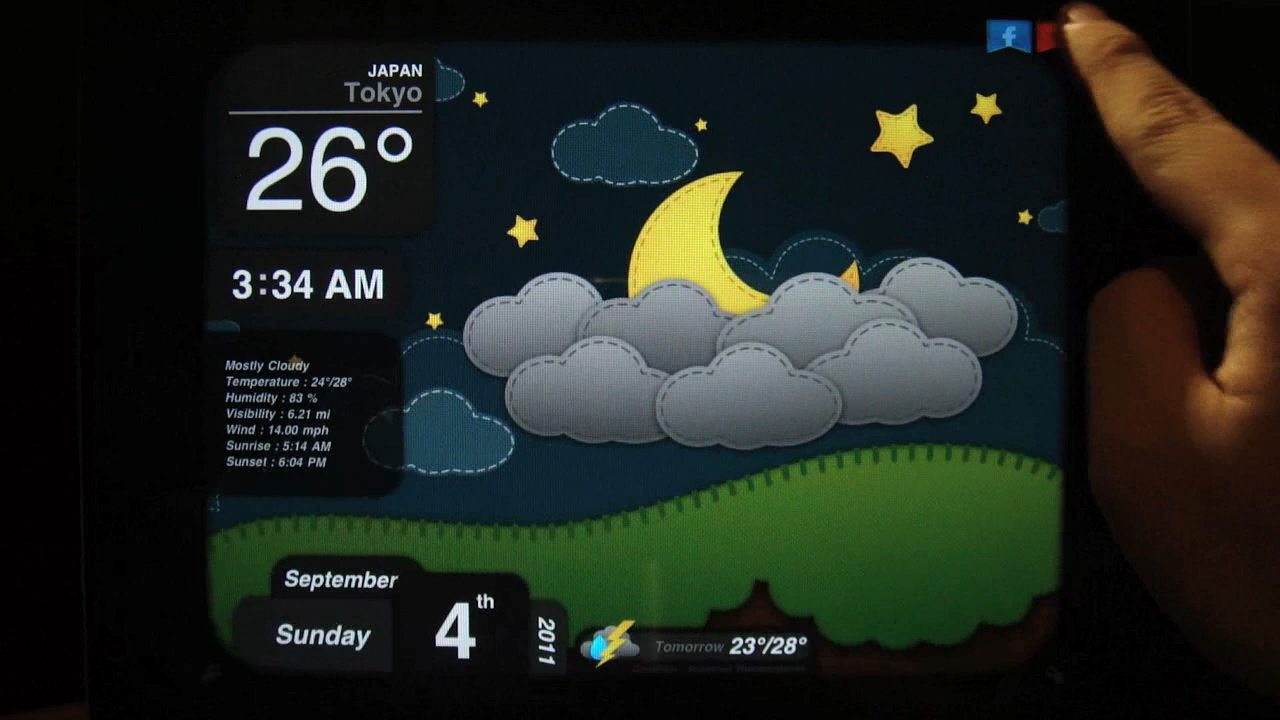 JAPAN
Tokyo
26°
3:34 AM
Mostly Cloudy
Temperature : 24°/28°
Humidity : 83 %
Visibility : 6.21 mi
Wind : 14.00 mph
Sunrise : 5:14 AM
Sunset : 6:04 PM
September
Sunday
4th
2011
Tomorrow 23°/28°
f